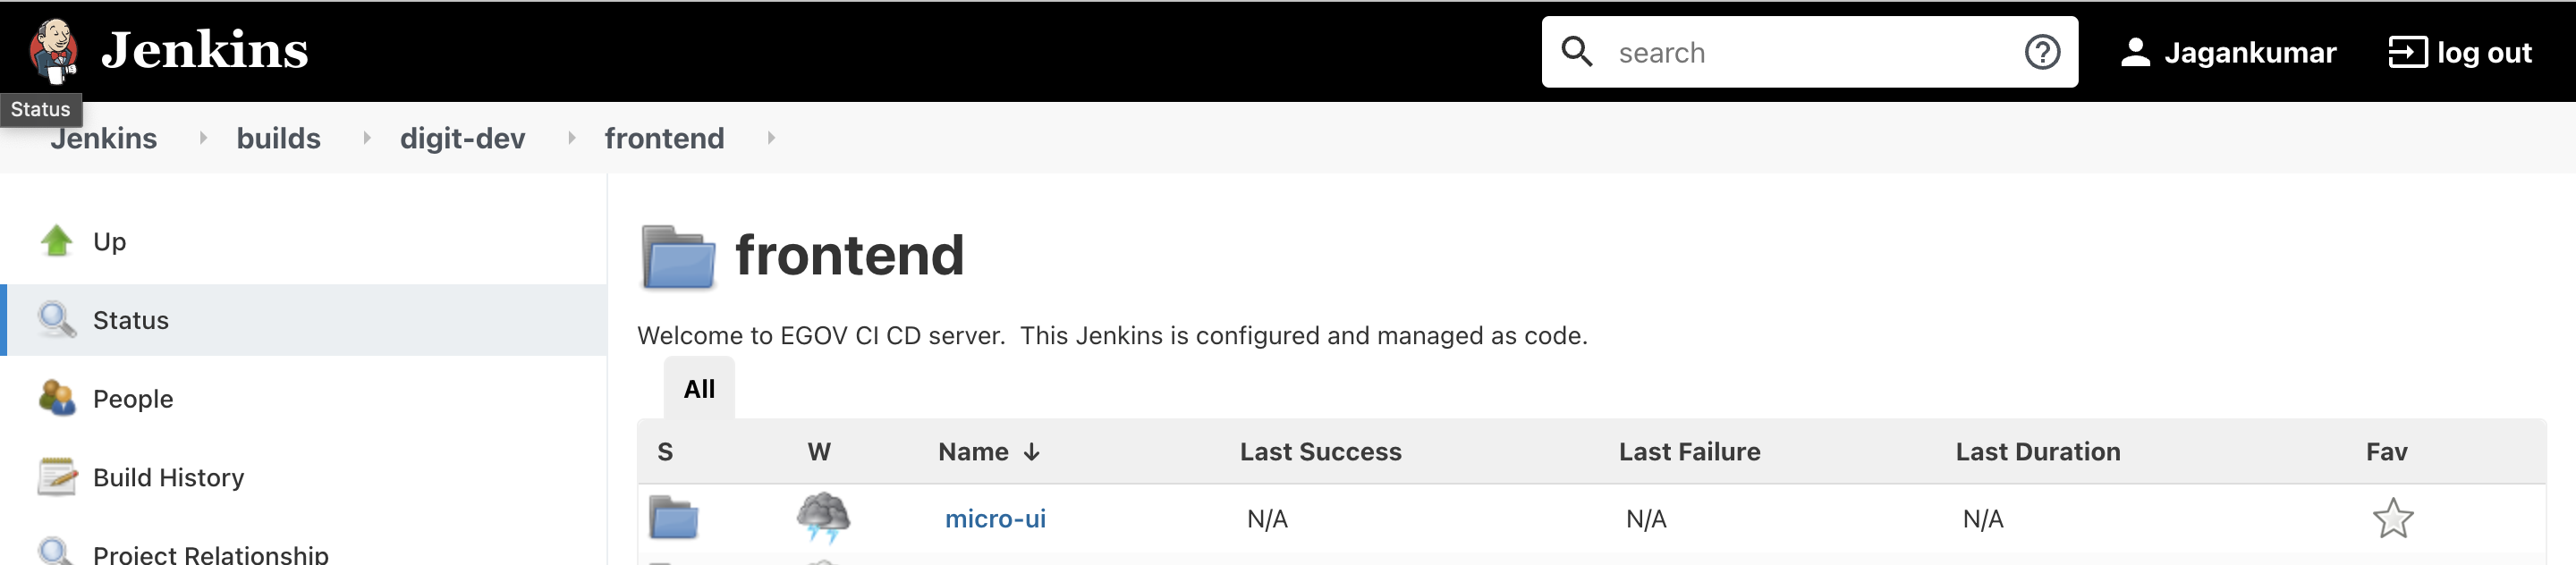 Jenkins
search
Jagankumar
log out
Status
Jenkins
builds
digit-dev
frontend
Up
Status
People
Build History
Project Relationship
frontend
Welcome to EGOV CI CD server. This Jenkins is configured and managed as code.
All
S W Name ↓ Last Success Last Failure Last Duration Fav
micro-ui N/A N/A N/A